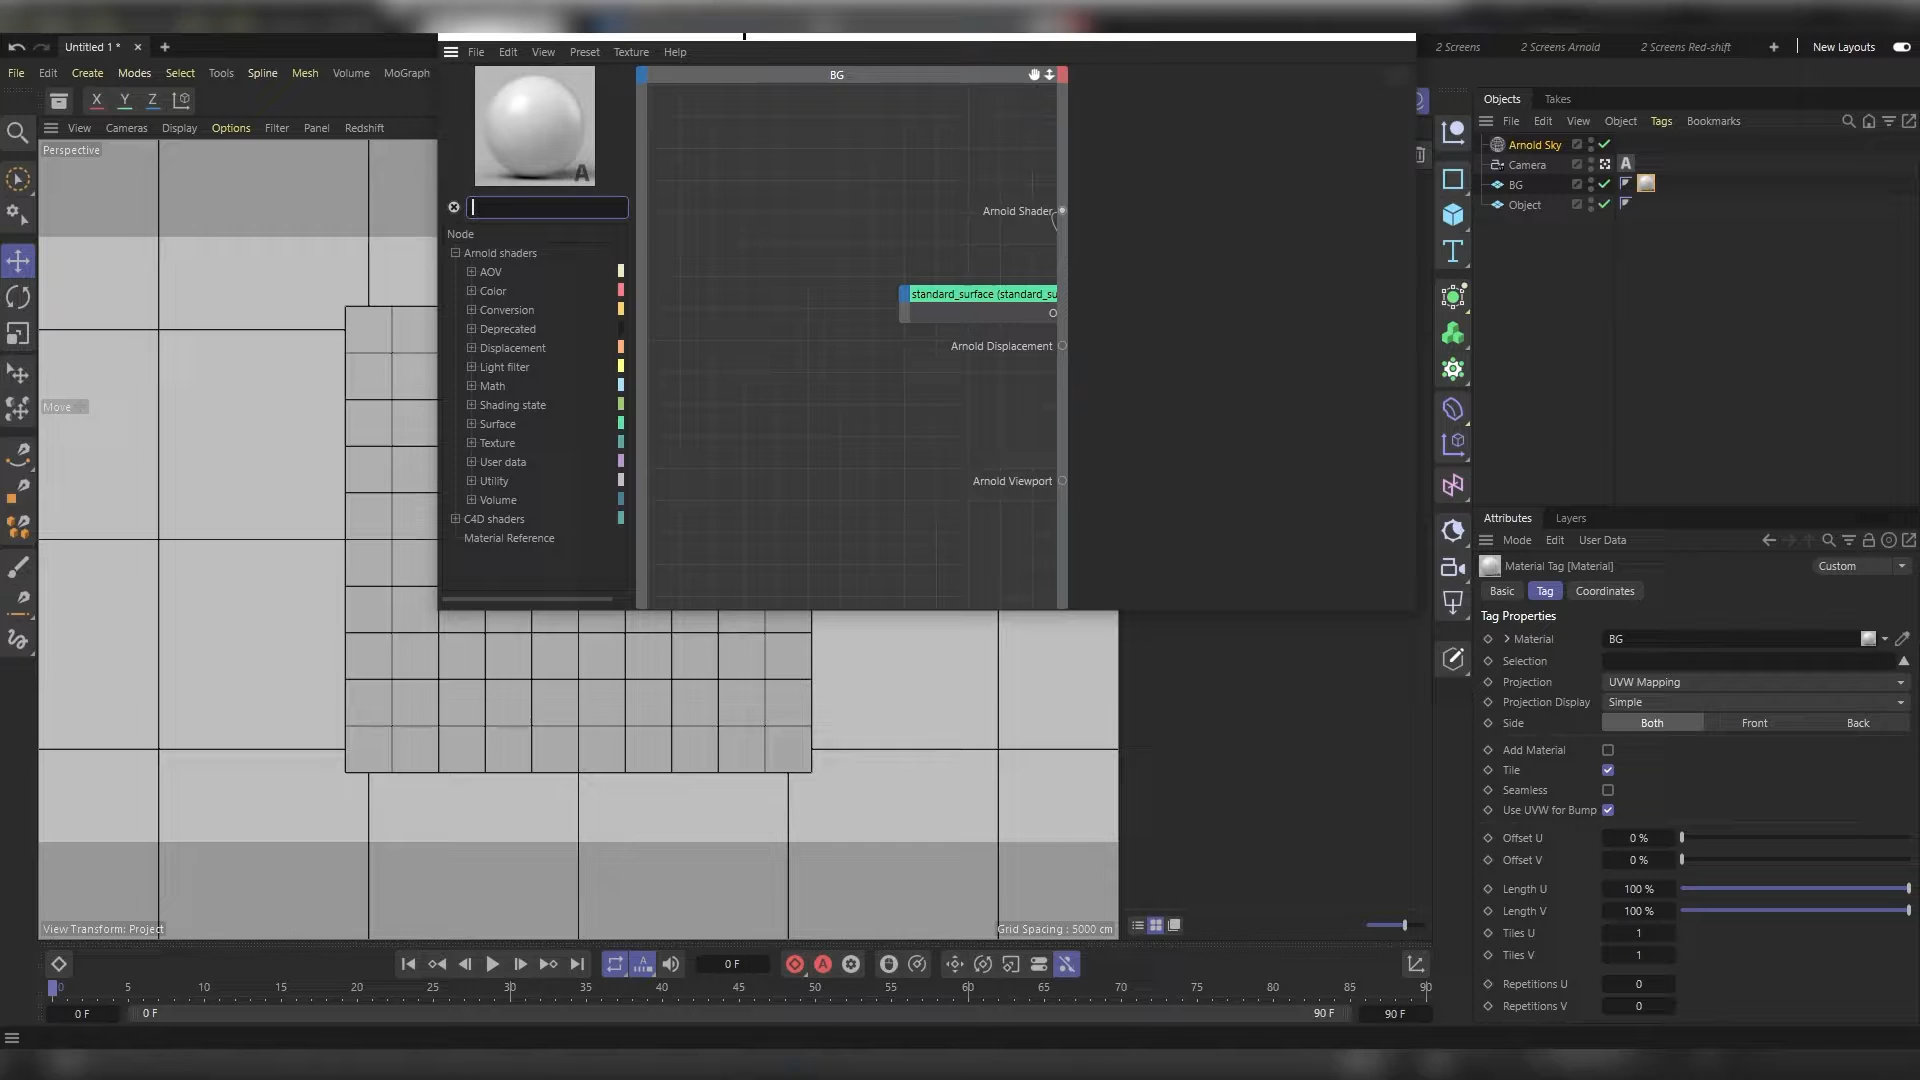 Untitled 1 *
File Edit View Preset Texture Help
2 Screens 2 Screens Arnold 2 Screens Red-shift New Layouts
File Edit Create Modes Select Tools Spline Mesh Volume MoGraph
BG
X Y Z
Objects Takes
View Cameras Display Options Filter Panel Redshift
File Edit View Object Tags Bookmarks
Perspective
Arnold Sky
Camera A
BG
Object
A
Node
Arnold shaders
AOV
Color
Conversion
Deprecated
Displacement
Light filter
Math
Shading state
Surface
Texture
User data
Utility
Volume
C4D shaders
Material Reference
Arnold Shader
standard_surface (standard_su
O
Arnold Displacement
Arnold Viewport
Move
Attributes Layers
Mode Edit User Data
Material Tag [Material] Custom
Basic Tag Coordinates
Tag Properties
Material BG
Selection
Projection UVW Mapping
Projection Display Simple
Side Both Front Back
Add Material
Tile
Seamless
Use UVW for Bump
Offset U 0 %
Offset V 0 %
Length U 100 %
Length V 100 %
Tiles U 1
Tiles V 1
Repetitions U 0
Repetitions V 0
View Transform: Project Grid Spacing : 5000 cm
0 F
0 5 10 15 20 25 30 35 40 45 50 55 60 65 70 75 80 85 90
0 F 0 F 90 F 90 F